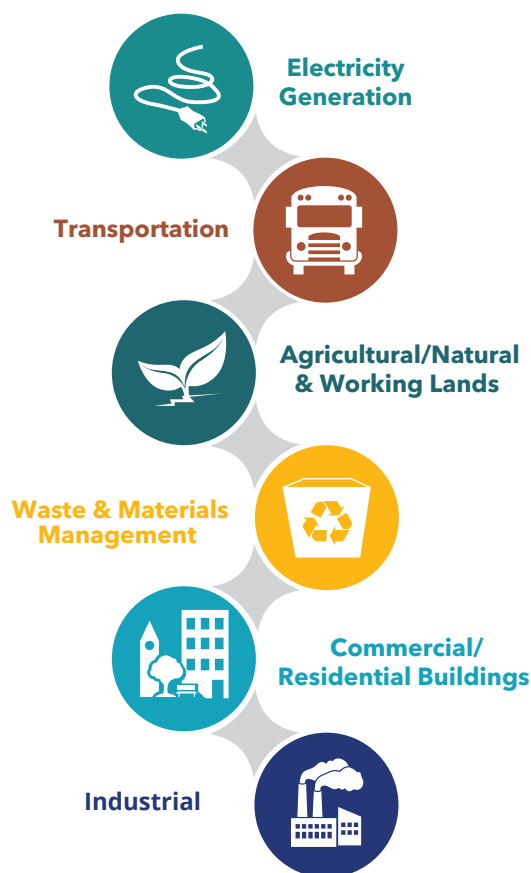 Electricity
Generation
Transportation
Agricultural/Natural
& Working Lands
Waste & Materials
Management
Commercial/
Residential Buildings
Industrial